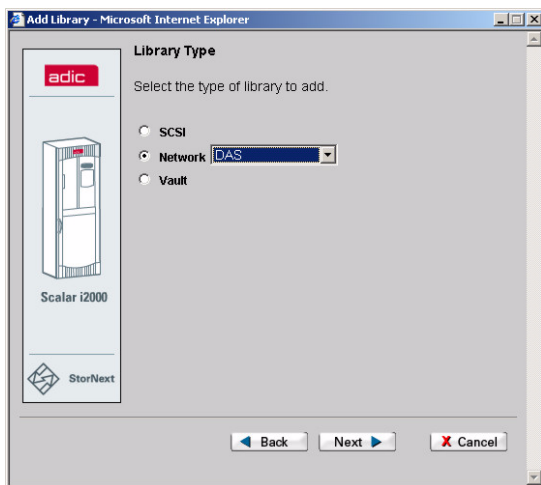 Add Library - Microsoft Internet Explorer
adic
Scalar i2000
StorNext
Library Type
Select the type of library to add.
SCSI
Network DAS
Vault
Back Next X Cancel